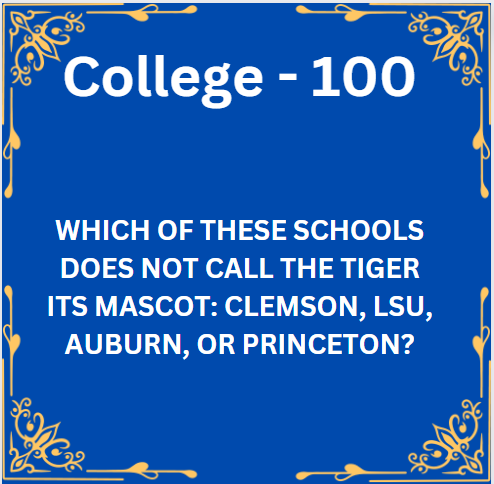 College - 100
WHICH OF THESE SCHOOLS
DOES NOT CALL THE TIGER
ITS MASCOT: CLEMSON, LSU,
AUBURN, OR PRINCETON?